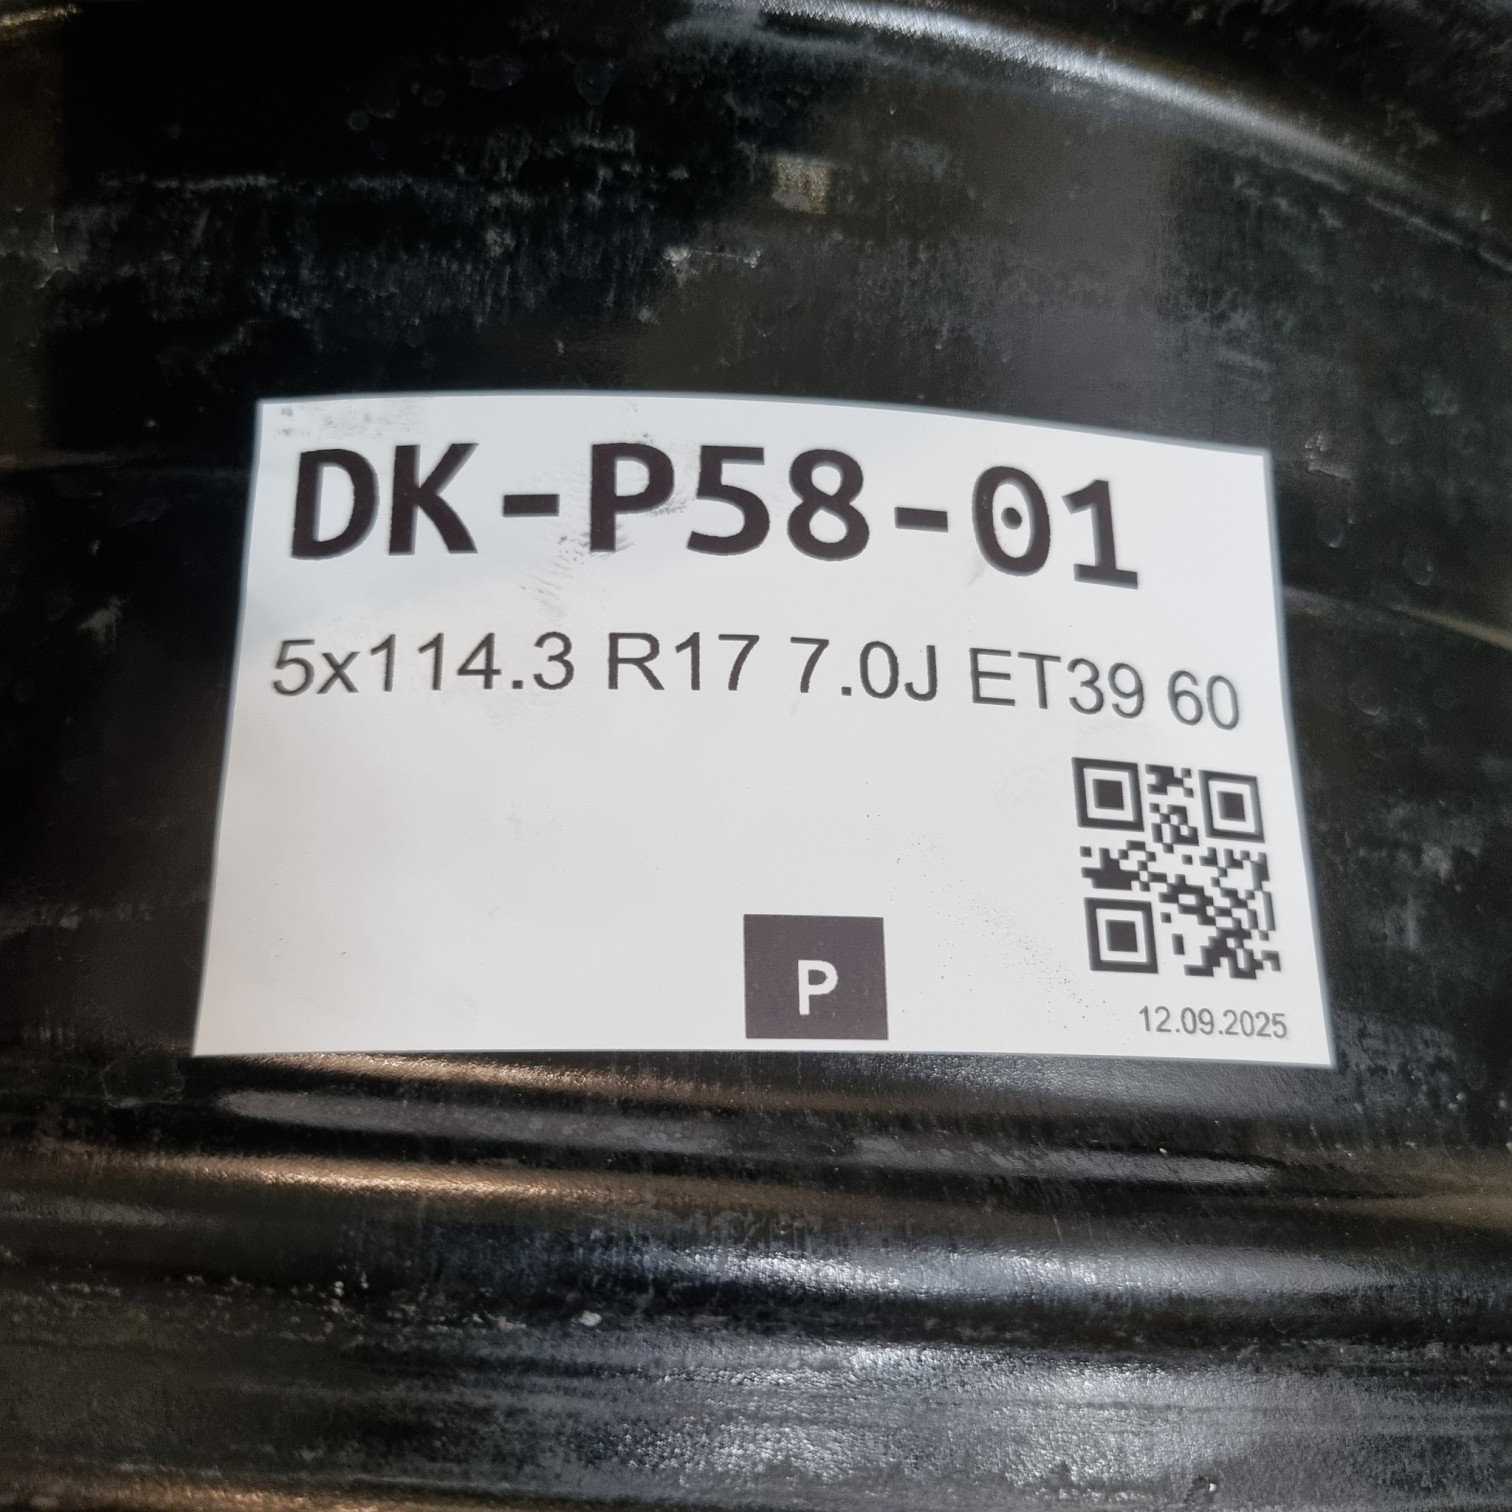 DK-P58-01
5x114.3 R17 7.0J ET39 60
P
12.09.2025